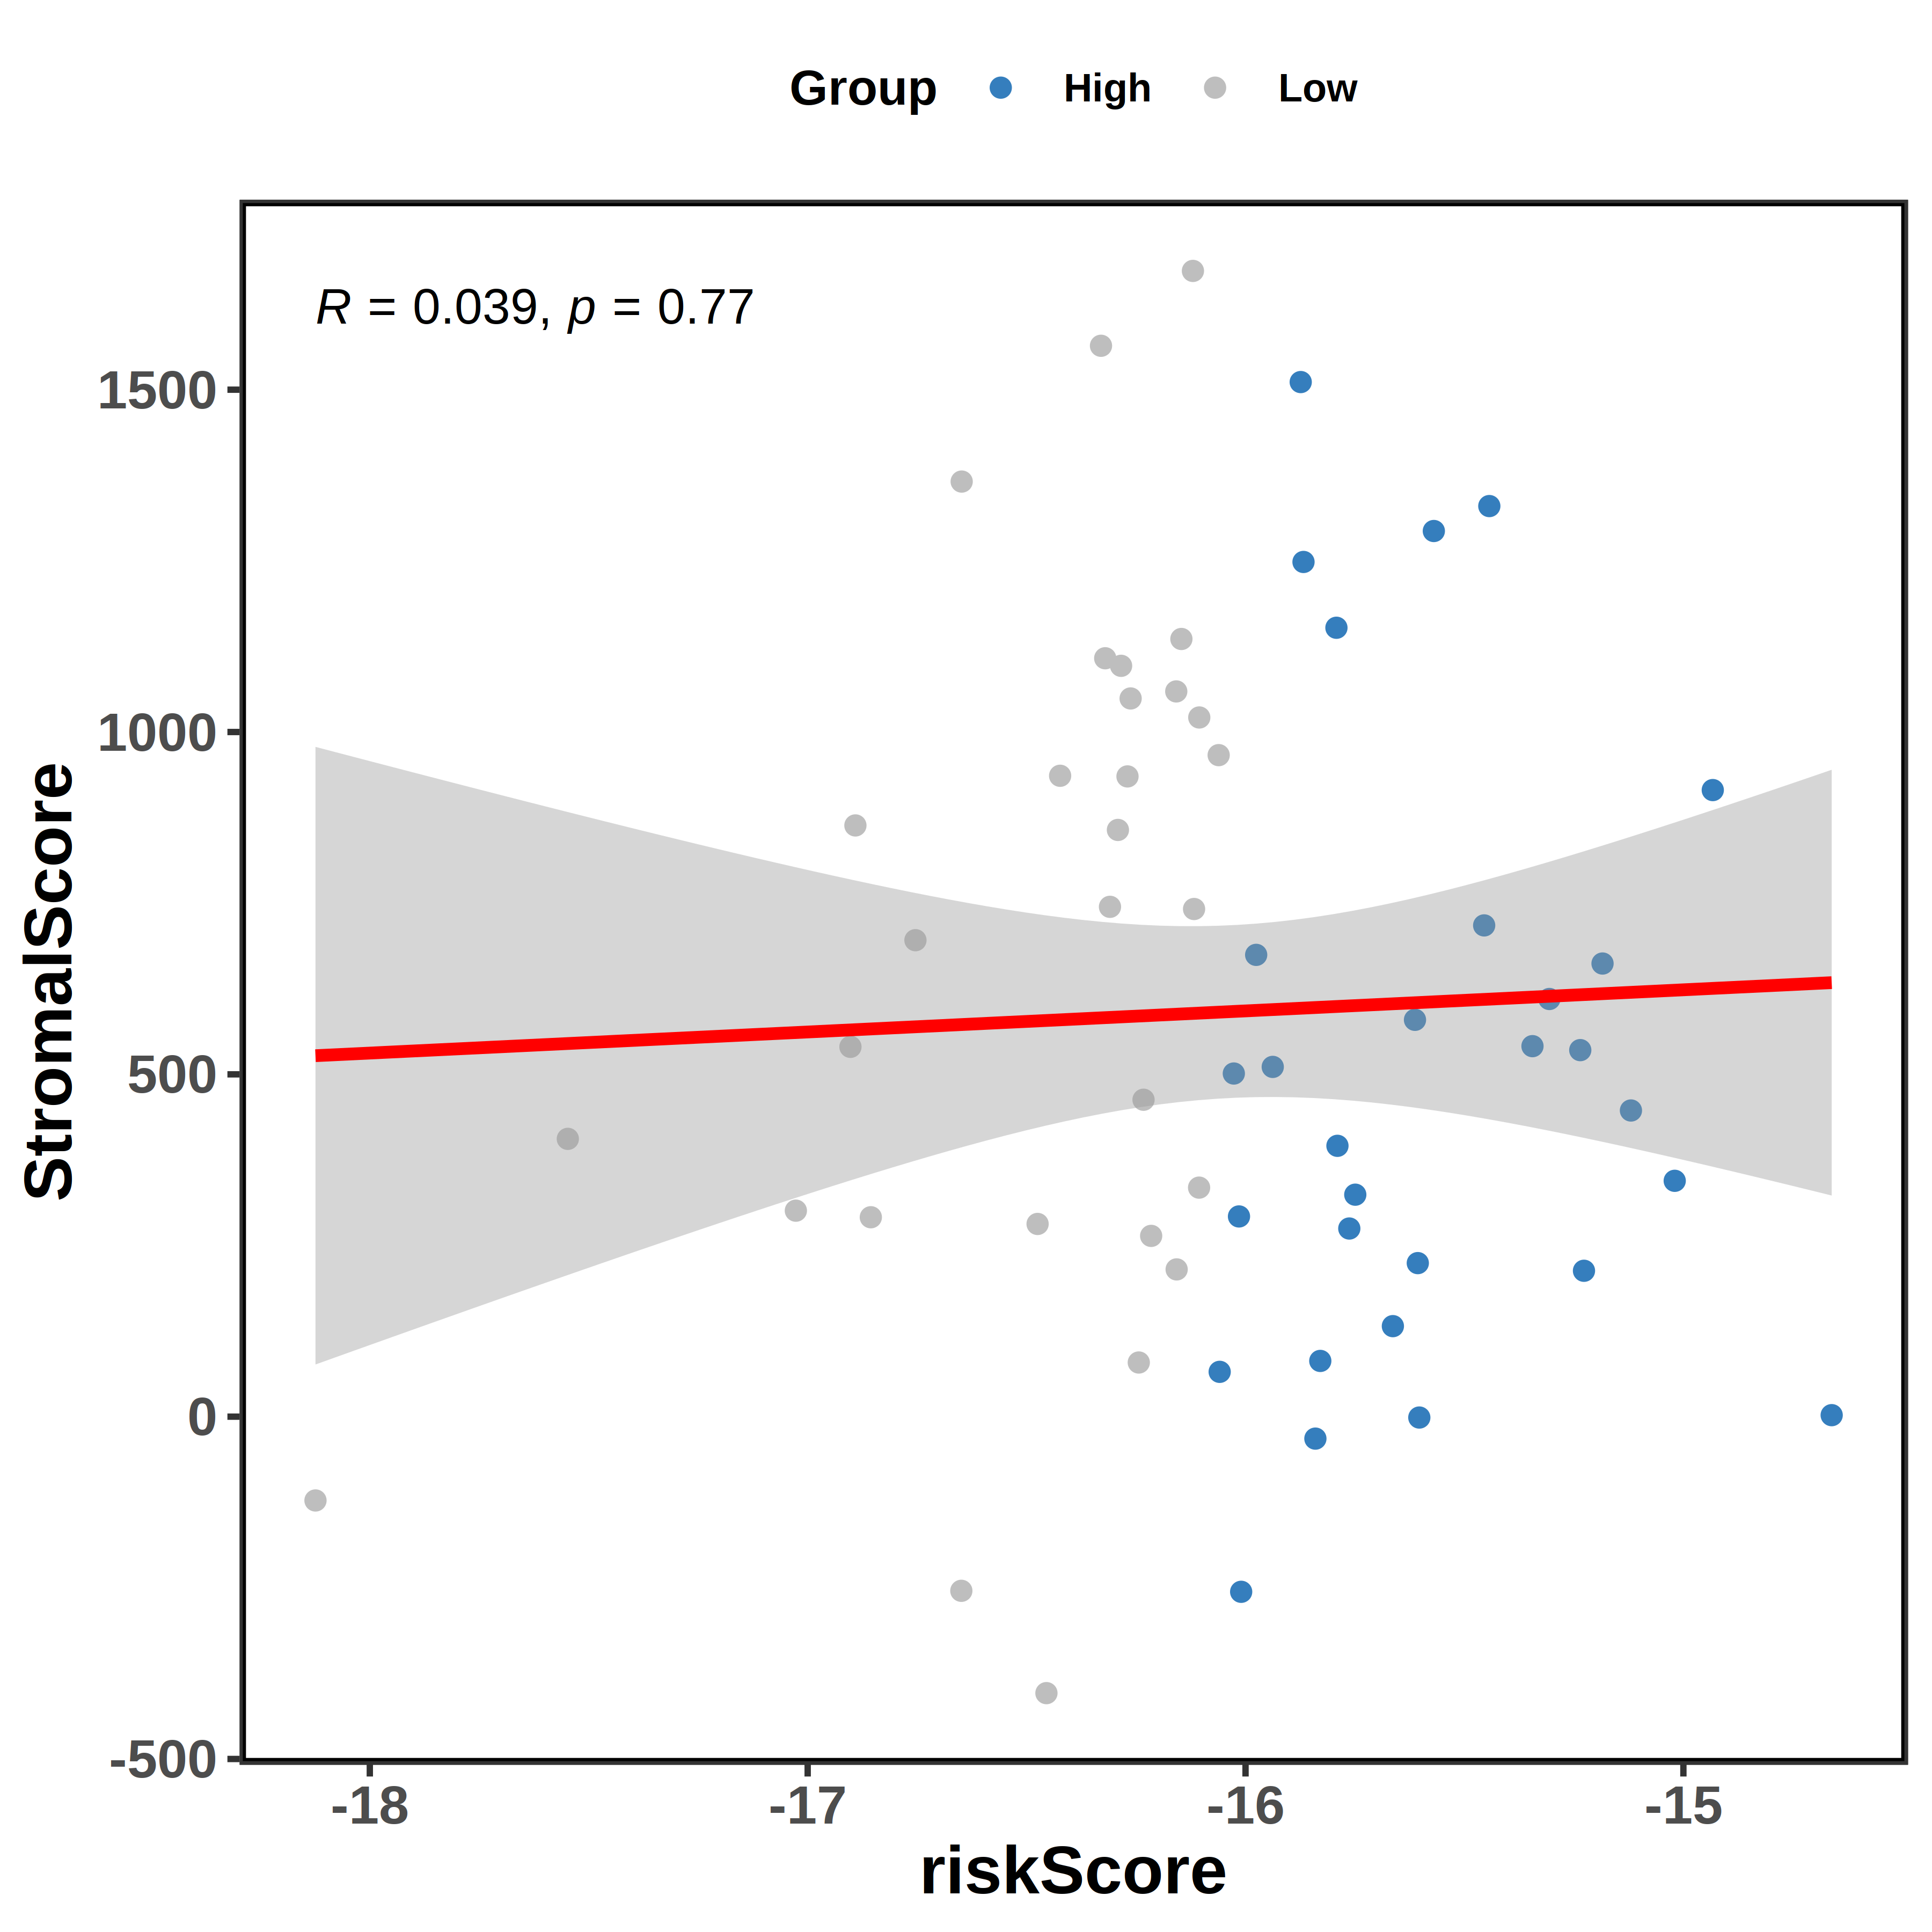 Group High Low
R = 0.039, p = 0.77
StromalScore
1500
1000
500
0
-500
-18 -17 -16 -15
riskScore